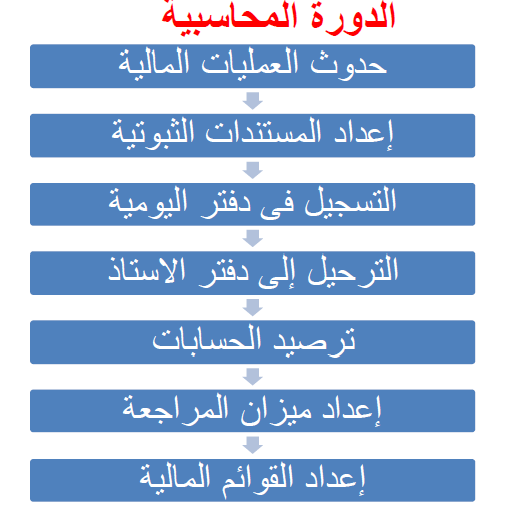 الدورة المحاسبية
حدوث العمليات المالية
إعداد المستندات الثبوتية
التسجيل فى دفتر اليومية
الترحيل إلى دفتر الاستاذ
ترصيد الحسابات
إعداد ميزان المراجعة
إعداد القوائم المالية